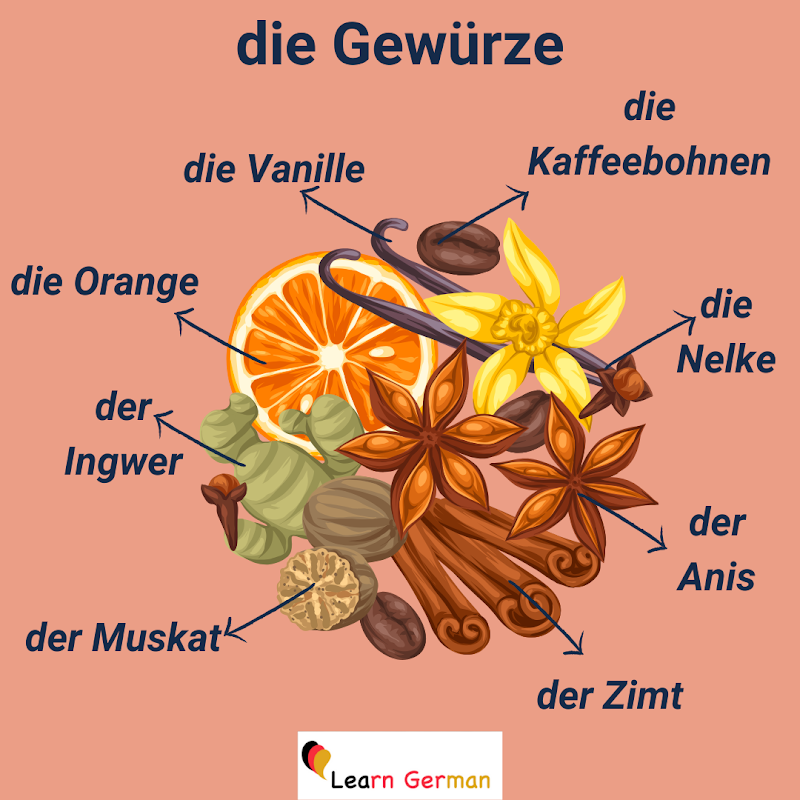 die Gewürze
die
Kaffeebohnen
die Vanille
die Orange
die
Nelke
der
Ingwer
der
Anis
der Muskat
der Zimt
Learn German